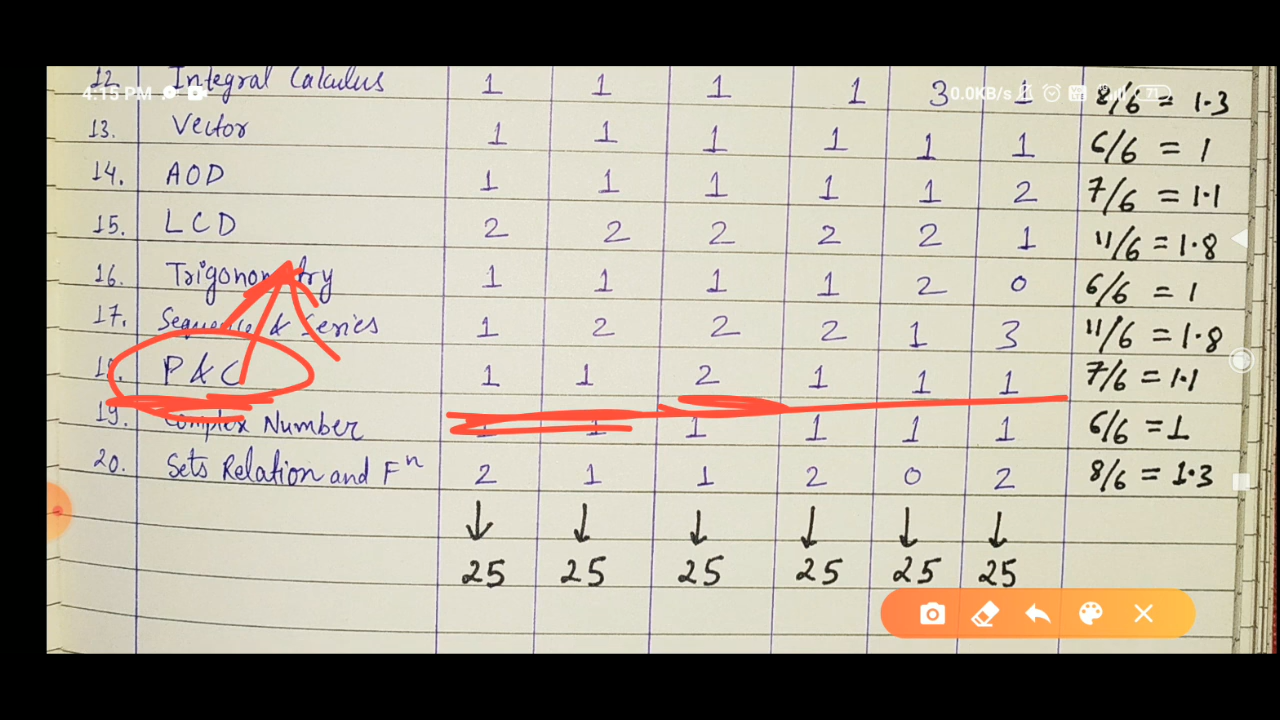 12. Integral Calculus 1 1 1 1 3 1 8/6 = 1.3
4:15 PM 0.0KB/s 71
13. Vector 1 1 1 1 1 1 6/6 = 1
14. AOD 1 1 1 1 1 2 7/6 = 1.1
15. LCD 2 2 2 2 2 1 11/6 = 1.8
16. Trigonometry 1 1 1 1 2 0 6/6 = 1
17. Sequence & Series 1 2 2 2 1 3 11/6 = 1.8
18. P & C 1 1 2 1 1 1 7/6 = 1.1
19. Complex Number 1 1 1 1 1 1 6/6 = 1
20. Sets Relation and Fⁿ 2 1 1 2 0 2 8/6 = 1.3
↓ ↓ ↓ ↓ ↓ ↓
25 25 25 25 25 25